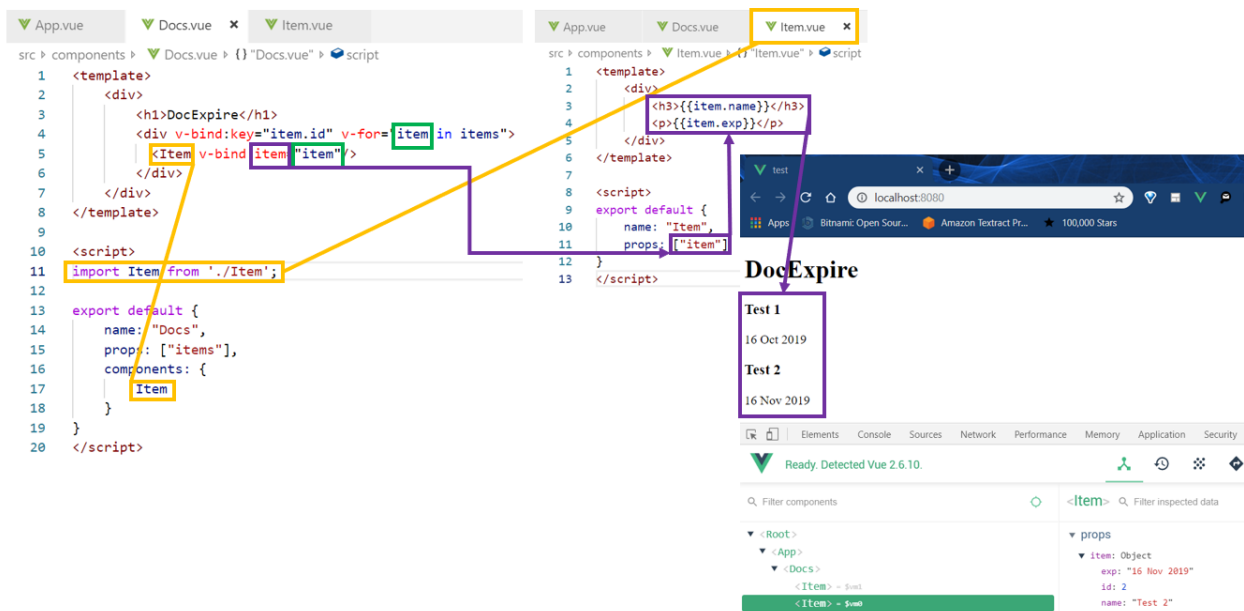 App.vue
Docs.vue ×
Item.vue
src components Docs.vue {} "Docs.vue" script
1 <template>
2 <div>
3 <h1>DocExpire</h1>
4 <div v-bind:key="item.id" v-for="item in items">
5 <Item v-bind item "item"/>
6 </div>
7 </div>
8 </template>
9
10 <script>
11 import Item from './Item';
12
13 export default {
14 name: "Docs",
15 props: ["items"],
16 components: {
17 Item
18 }
19 }
20 </script>
App.vue
Docs.vue
Item.vue ×
src components Item.vue {} "Item.vue" script
1 <template>
2 <div>
3 <h3>{{item.name}}</h3>
4 <p>{{item.exp}}</p>
5 </div>
6 </template>
7
8 <script>
9 export default {
10 name: "Item",
11 props: ["item"]
12 }
13 </script>
test
localhost:8080
Apps Bitnami: Open Sour... Amazon Textract Pr... 100,000 Stars
DocExpire
Test 1
16 Oct 2019
Test 2
16 Nov 2019
Elements Console Sources Network Performance Memory Application Security
Ready. Detected Vue 2.6.10.
Filter components
<Root>
<App>
<Docs>
<Item> = $vm1
<Item> = $vm0
<Item> Filter inspected data
props
item: Object
exp: "16 Nov 2019"
id: 2
name: "Test 2"